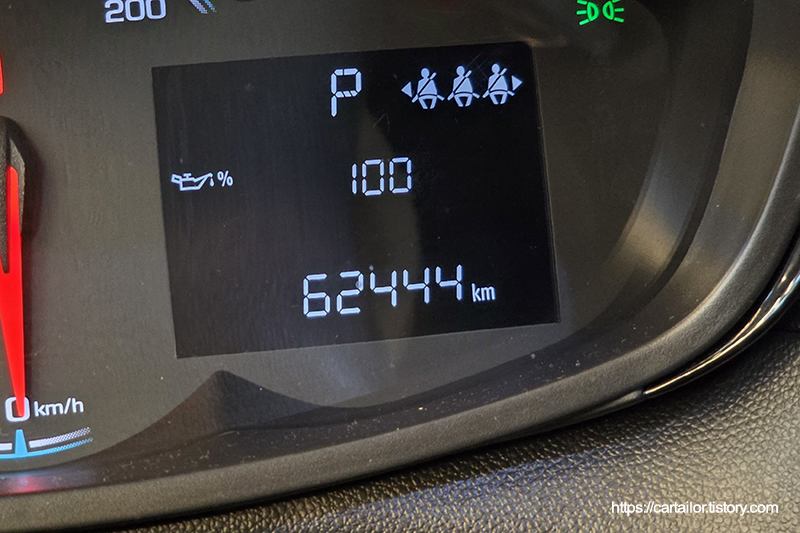 200
P
% 100
62444 km
0 km/h
https://cartailor.tistory.com